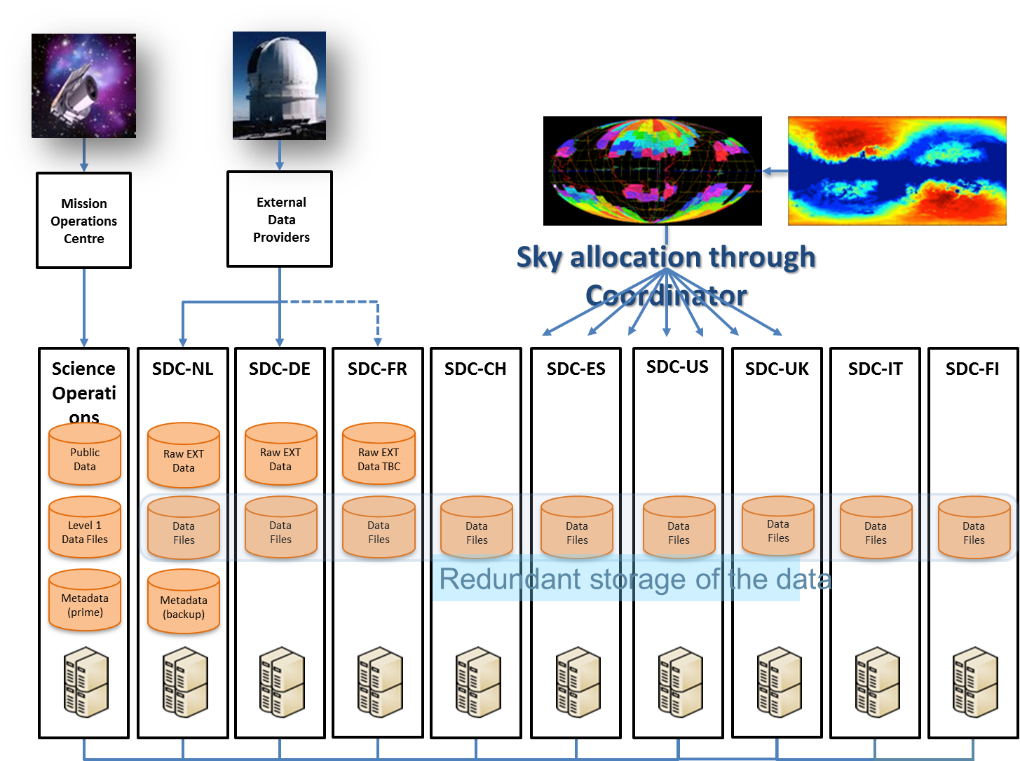 Mission
Operations
Centre
External
Data
Providers
Sky allocation through
Coordinator
Science
Operati
ons
SDC-NL
SDC-DE
SDC-FR
SDC-CH
SDC-ES
SDC-US
SDC-UK
SDC-IT
SDC-FI
Public
Data
Raw EXT
Data
Raw EXT
Data
Raw EXT
Data TBC
Level 1
Data Files
Data
Files
Data
Files
Data
Files
Data
Files
Data
Files
Data
Files
Data
Files
Data
Files
Data
Files
Redundant storage of the data
Metadata
(prime)
Metadata
(backup)